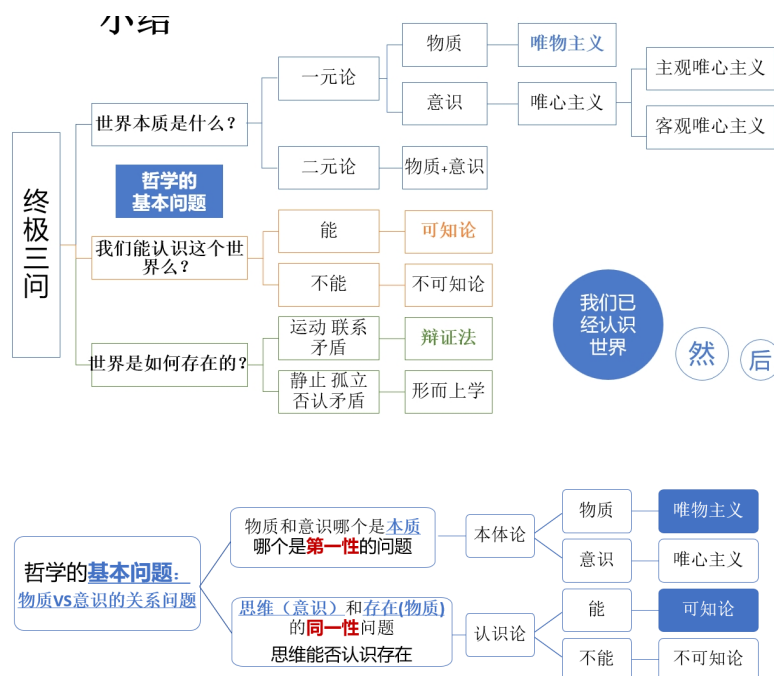 小结
终极三问
世界本质是什么?
一元论
物质
唯物主义
意识
唯心主义
主观唯心主义
客观唯心主义
二元论
物质+意识
哲学的
基本问题
我们能认识这个世
界么?
能
可知论
不能
不可知论
世界是如何存在的?
运动 联系
矛盾
辩证法
静止 孤立
否认矛盾
形而上学
我们已
经认识
世界
然
后
哲学的基本问题:
物质VS意识的关系问题
物质和意识哪个是本质
哪个是第一性的问题
本体论
物质
唯物主义
意识
唯心主义
思维(意识)和存在(物质)
的同一性问题
思维能否认识存在
认识论
能
可知论
不能
不可知论